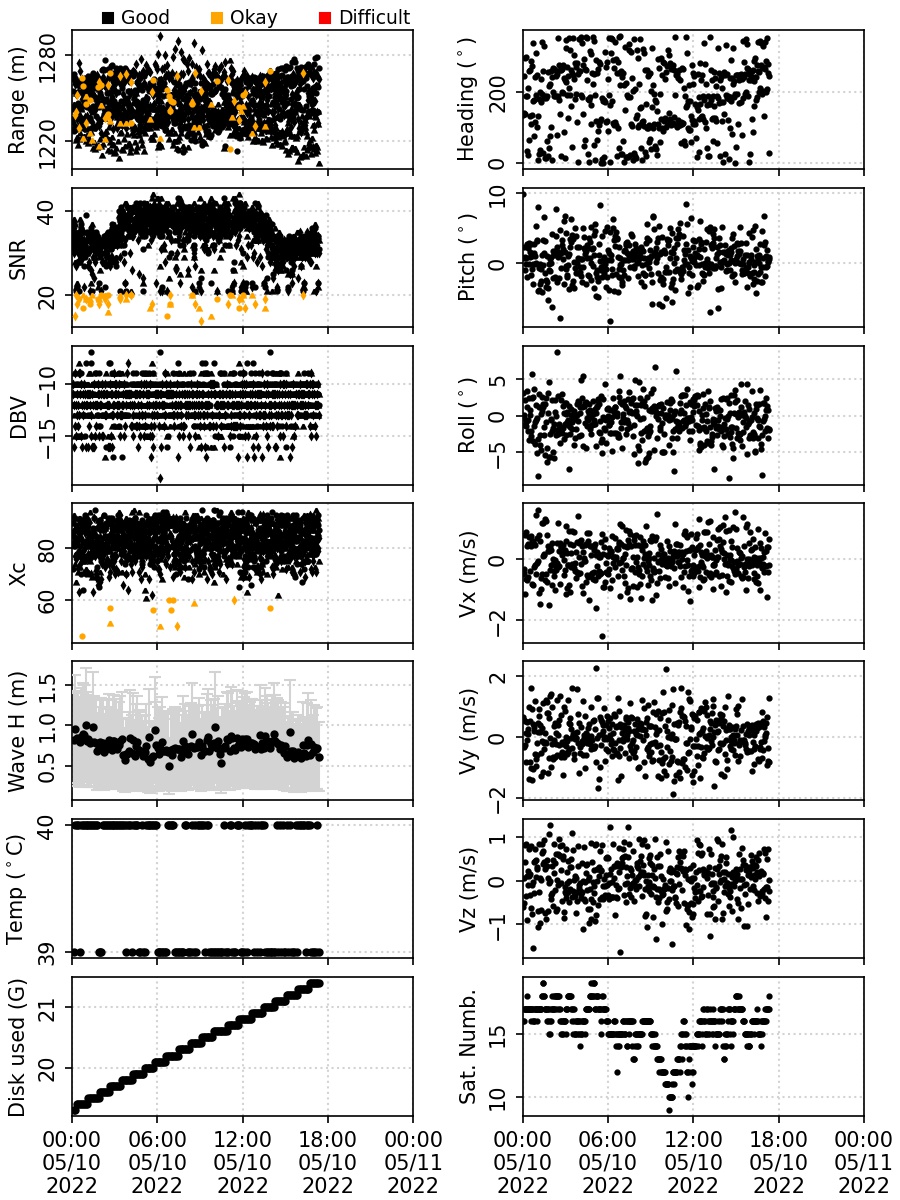 Good Okay Difficult
Range (m)
1280
1220
Heading (°)
200
0
SNR
40
20
Pitch (°)
10
0
DBV
−10
−15
Roll (°)
5
0
−5
Xc
80
60
Vx (m/s)
0
−2
Wave H (m)
1.5
1.0
0.5
Vy (m/s)
2
0
−2
Temp (°C)
40
39
Vz (m/s)
1
0
−1
Disk used (G)
21
20
Sat. Numb.
15
10
00:00 06:00 12:00 18:00 00:00
05/10 05/10 05/10 05/10 05/11
2022 2022 2022 2022 2022
00:00 06:00 12:00 18:00 00:00
05/10 05/10 05/10 05/10 05/11
2022 2022 2022 2022 2022